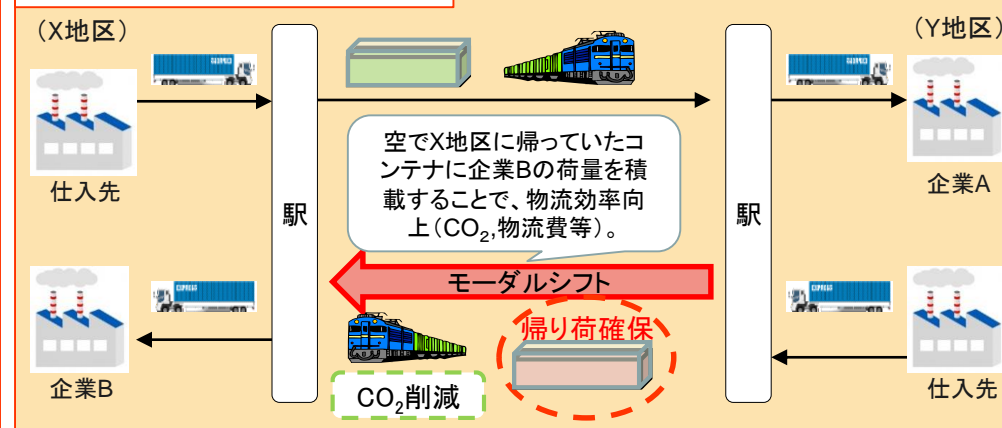 (X地区)
(Y地区)
仕入先
駅
空でX地区に帰っていたコ
ンテナに企業Bの荷量を積
載することで、物流効率向
上(CO₂,物流費等)。
駅
企業A
モーダルシフト
帰り荷確保
企業B
CO₂削減
仕入先